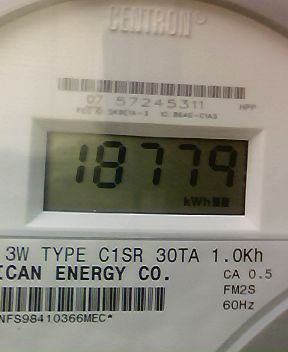 CENTRON®
07 57245311 HPP
18779
kWh
3W TYPE C1SR 30TA 1.0Kh
ICAN ENERGY CO. CA 0.5
FM2S
60Hz
NFS98410366MEC*